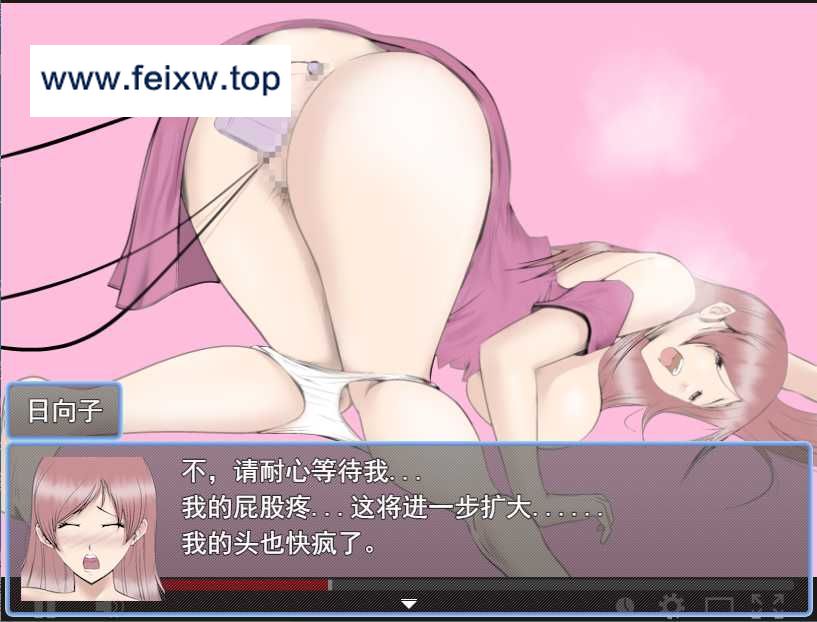 www.feixw.top
日向子
不，请耐心等待我...
我的屁股疼...这将进一步扩大......
我的头也快疯了。